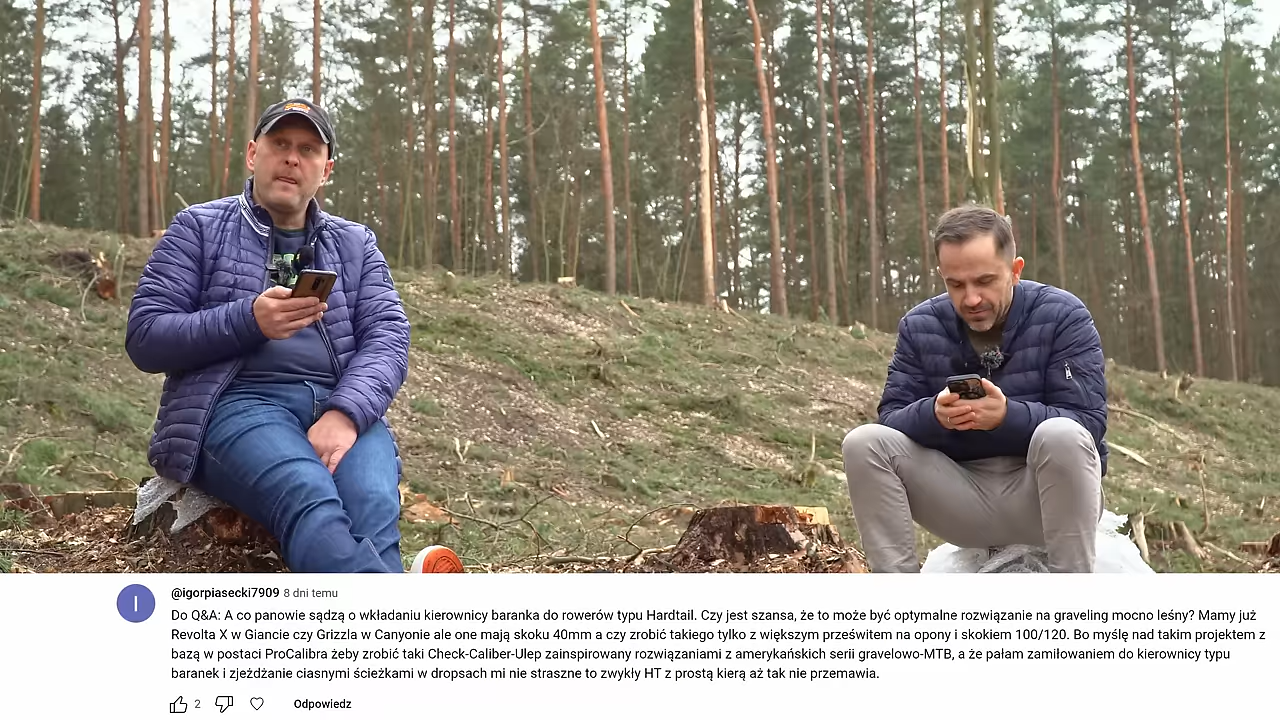 @igorpiasecki7909 8 dni temu
I
Do Q&A: A co panowie sądzą o wkładaniu kierownicy baranka do rowerów typu Hardtail. Czy jest szansa, że to może być optymalne rozwiązanie na graveling mocno leśny? Mamy już
Revolta X w Giancie czy Grizzla w Canyonie ale one mają skoku 40mm a czy zrobić takiego tylko z większym prześwitem na opony i skokiem 100/120. Bo myślę nad takim projektem z
bazą w postaci ProCalibra żeby zrobić taki Check-Caliber-Ulep zainspirowany rozwiązaniami z amerykańskich serii gravelowo-MTB, a że pałam zamiłowaniem do kierownicy typu
baranek i zjeżdżanie ciasnymi ścieżkami w dropsach mi nie straszne to zwykły HT z prostą kierą aż tak nie przemawia.
2 Odpowiedz